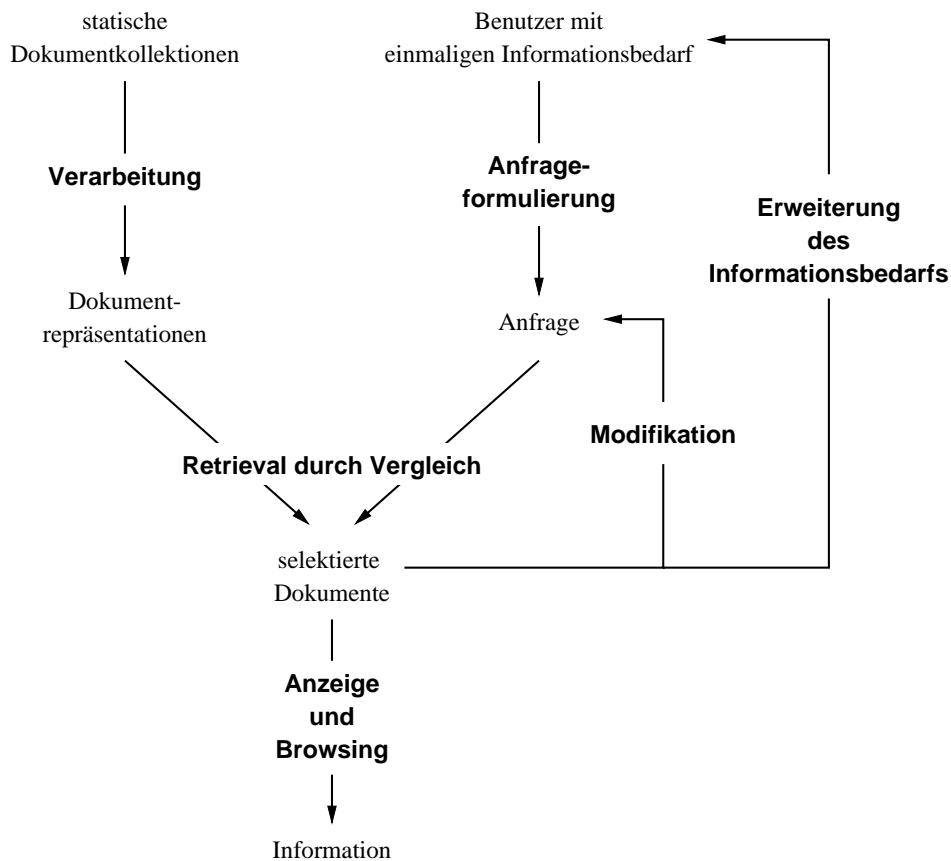 statische
Dokumentkollektionen
Benutzer mit
einmaligen Informationsbedarf
Verarbeitung
Anfrage-
formulierung
Erweiterung
des
Informationsbedarfs
Dokument-
repräsentationen
Anfrage
Modifikation
Retrieval durch Vergleich
selektierte
Dokumente
Anzeige
und
Browsing
Information